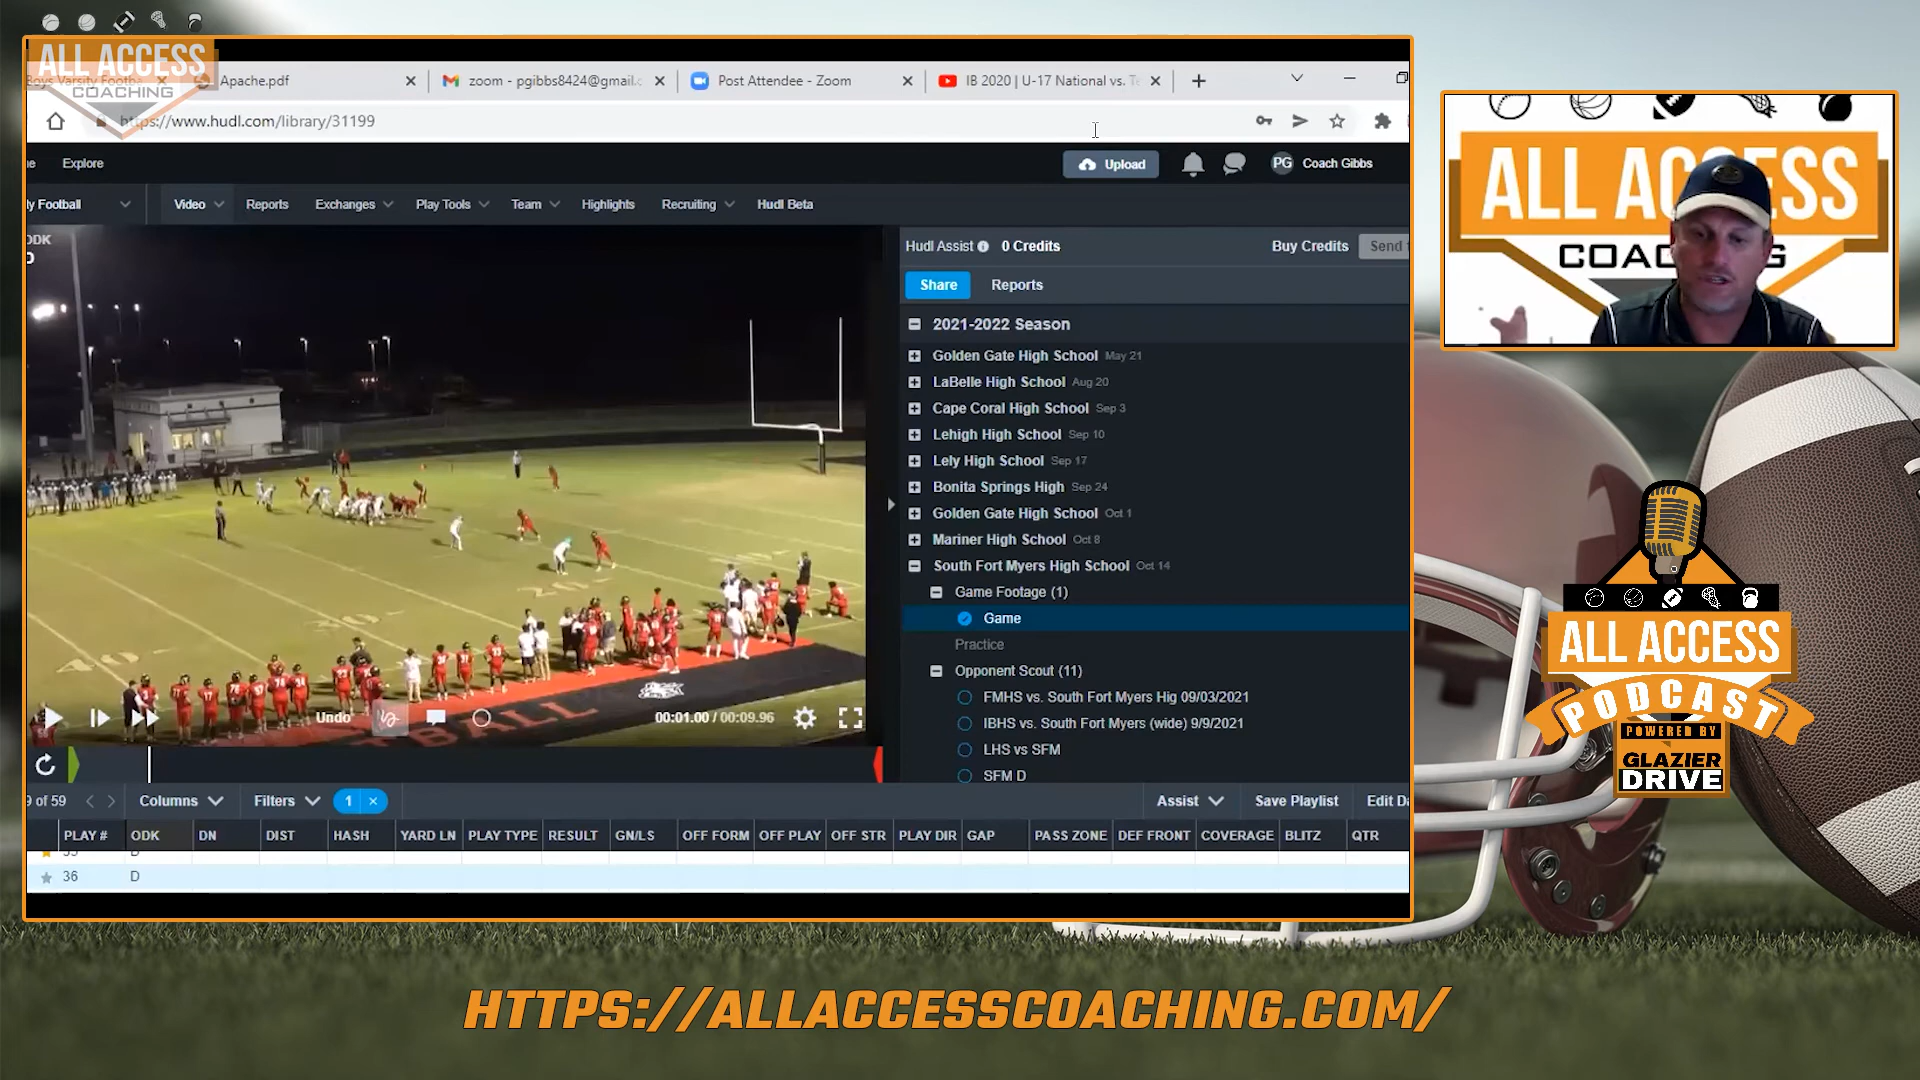 ALL ACCESS
COACHING
Boys Varsity Footba
Apache.pdf
zoom - pgibbs8424@gmail.c
Post Attendee - Zoom
IB 2020 | U-17 National vs. Te
https://www.hudl.com/library/31199
Explore
Upload
PG
Coach Gibbs
y Football
Video
Reports
Exchanges
Play Tools
Team
Highlights
Recruiting
Hudl Beta
ODK
D
Hudl Assist
0 Credits
Buy Credits
Send
Share
Reports
2021-2022 Season
Golden Gate High School May 21
LaBelle High School Aug 20
Cape Coral High School Sep 3
Lehigh High School Sep 10
Lely High School Sep 17
Bonita Springs High Sep 24
Golden Gate High School Oct 1
Mariner High School Oct 8
South Fort Myers High School Oct 14
Game Footage (1)
Game
Practice
Opponent Scout (11)
FMHS vs. South Fort Myers Hig 09/03/2021
IBHS vs. South Fort Myers (wide) 9/9/2021
LHS vs SFM
SFM D
Undo
00:01.00 / 00:09.96
9 of 59
Columns
Filters
1
Assist
Save Playlist
Edit Da
PLAY # ODK DN DIST HASH YARD LN PLAY TYPE RESULT GN/LS OFF FORM OFF PLAY OFF STR PLAY DIR GAP PASS ZONE DEF FRONT COVERAGE BLITZ QTR
35 D
36 D
ALL ACCESS
COACHING
ALL ACCESS
PODCAST
POWERED BY
GLAZIER
DRIVE
HTTPS://ALLACCESSCOACHING.COM/